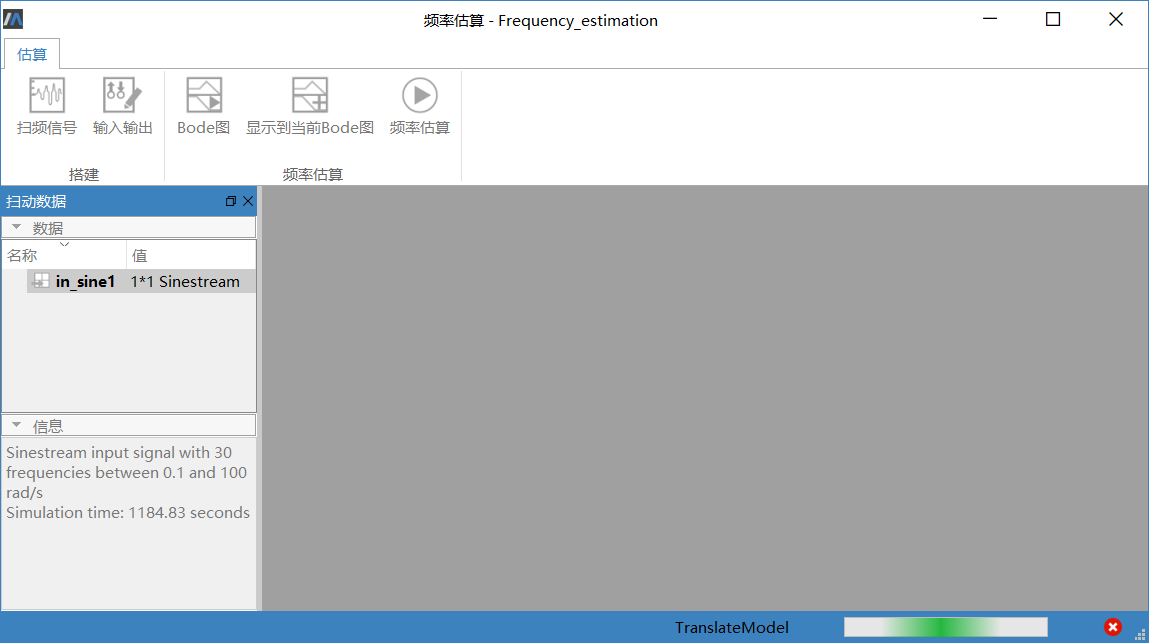 频率估算 - Frequency_estimation
估算
扫频信号 输入输出 Bode图 显示到当前Bode图 频率估算
搭建 频率估算
扫动数据
数据
名称 值
in_sine1 1*1 Sinestream
信息
Sinestream input signal with 30
frequencies between 0.1 and 100
rad/s
Simulation time: 1184.83 seconds
TranslateModel